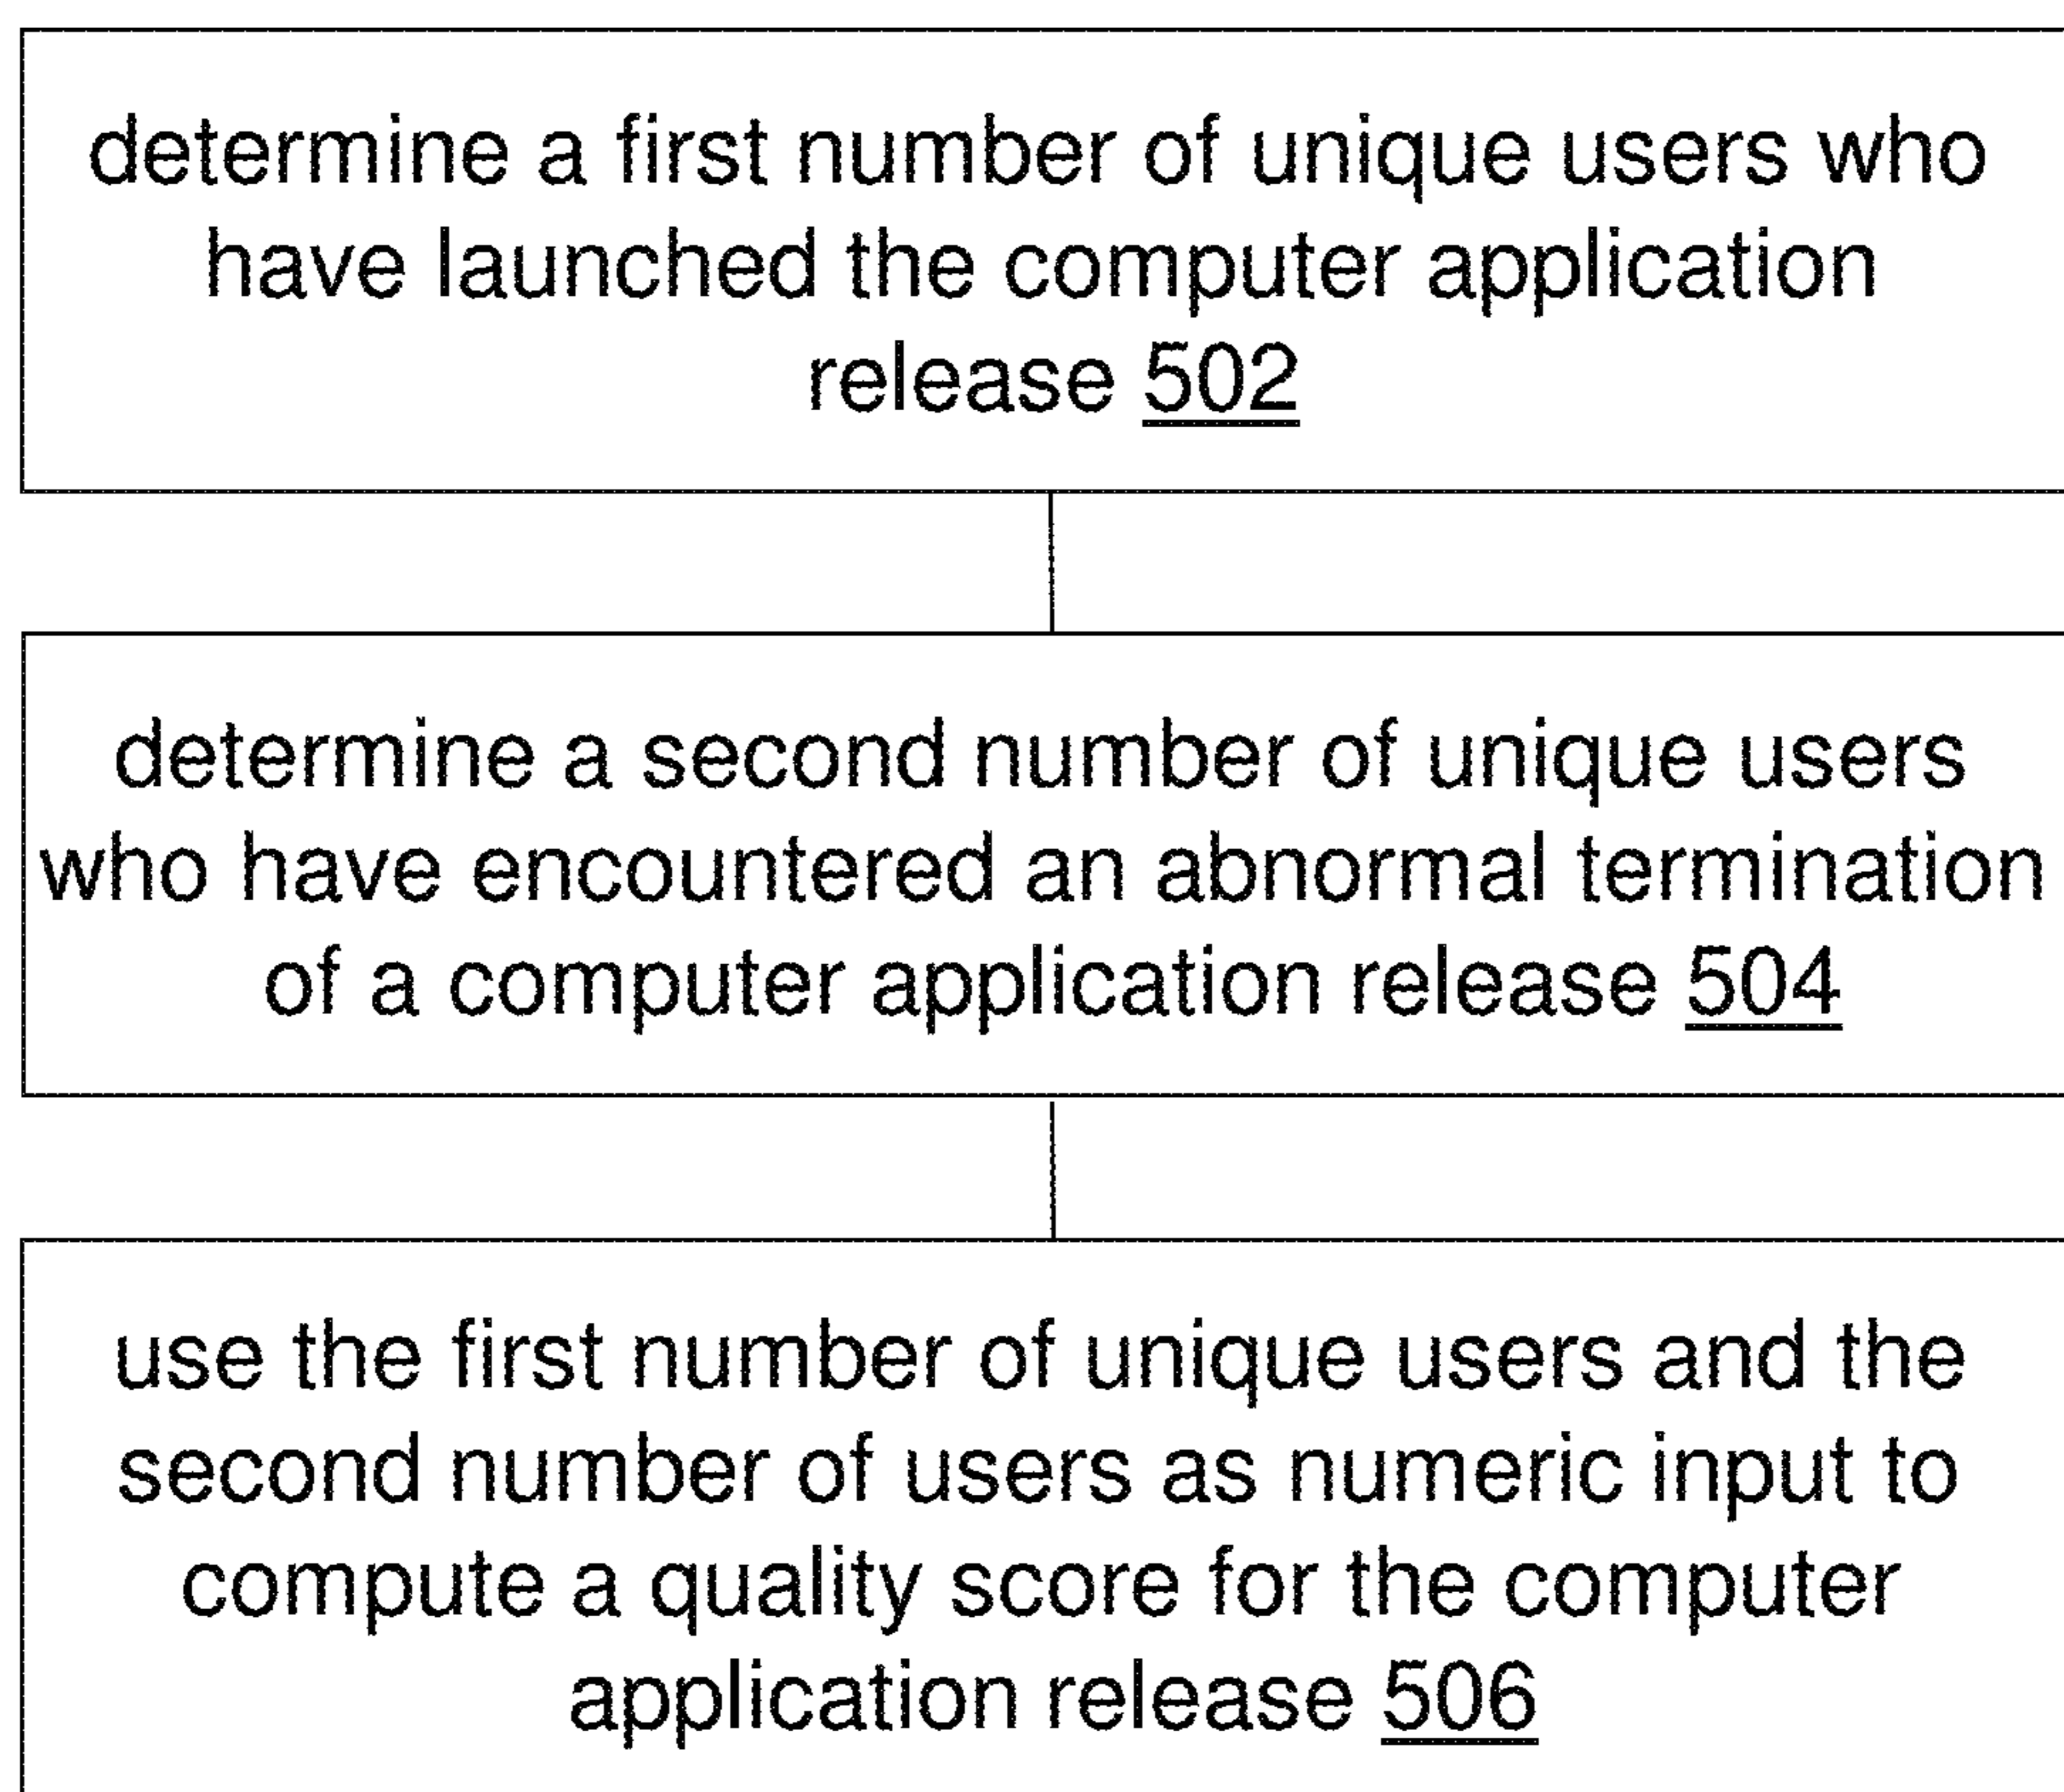 determine a first number of unique users who
have launched the computer application
release 502
determine a second number of unique users
who have encountered an abnormal termination
of a computer application release 504
use the first number of unique users and the
second number of users as numeric input to
compute a quality score for the computer
application release 506